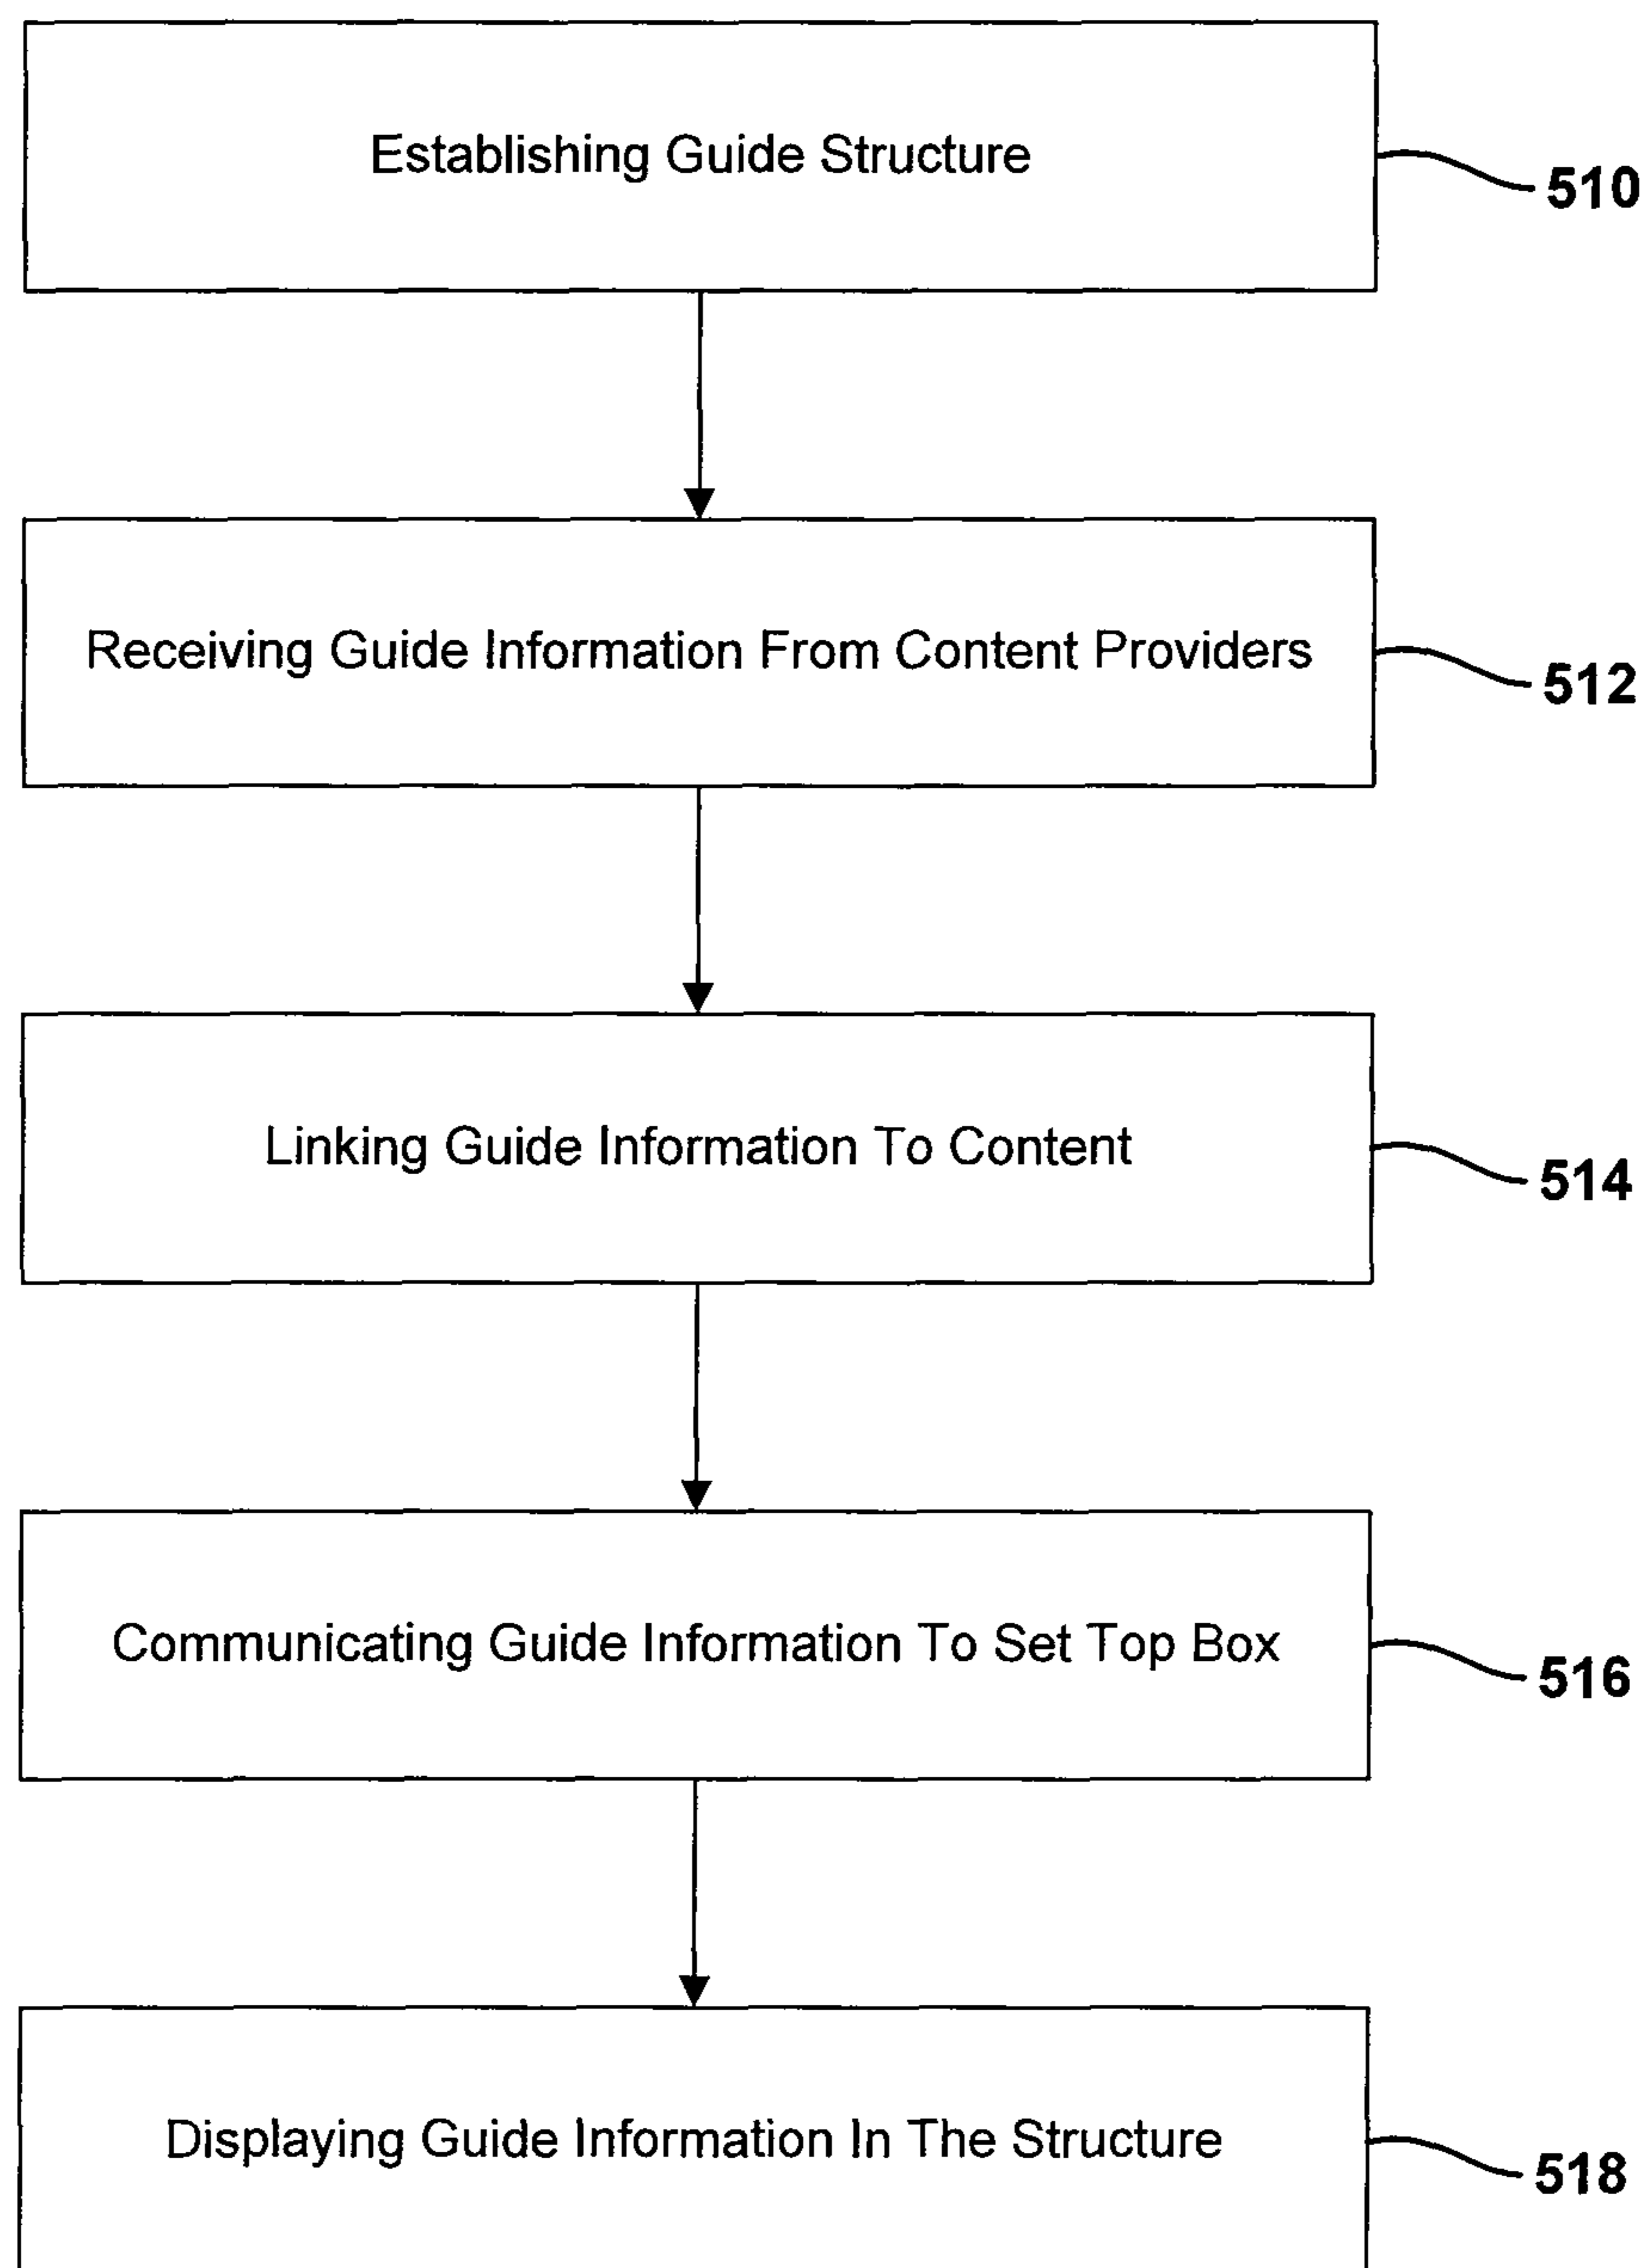 Establishing Guide Structure
510
Receiving Guide Information From Content Providers
512
Linking Guide Information To Content
514
Communicating Guide Information To Set Top Box
516
Displaying Guide Information In The Structure
518